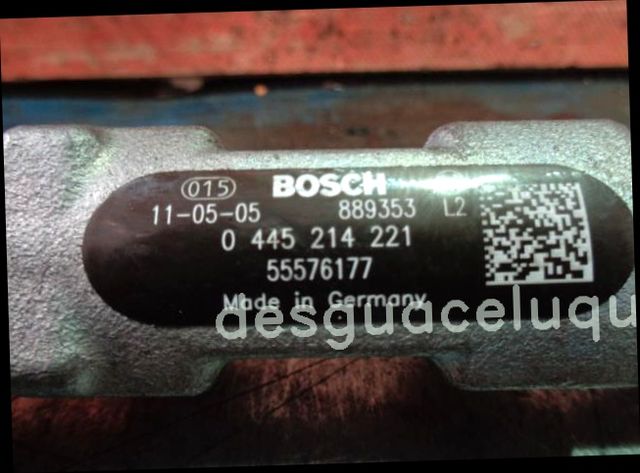 015 BOSCH
11-05-05 889353 L2
0 445 214 221
55576177
Made in Germany
desguaceluqu